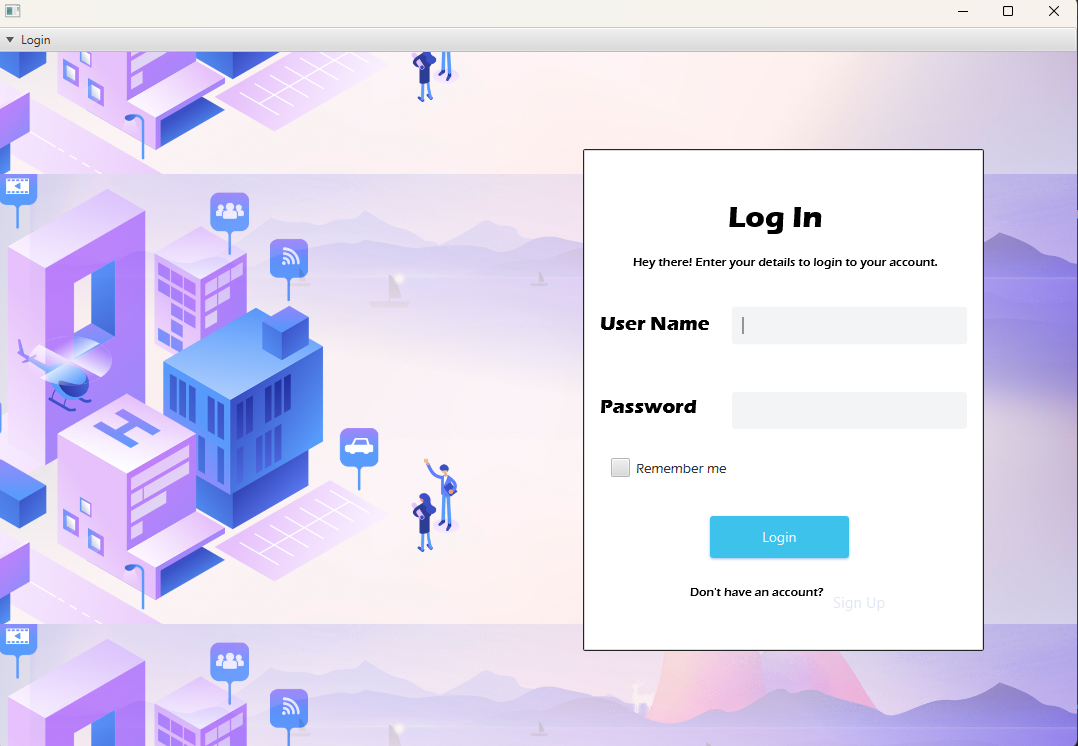 Login
Log In
Hey there! Enter your details to login to your account.
User Name
Password
Remember me
Login
Don't have an account?
Sign Up
H